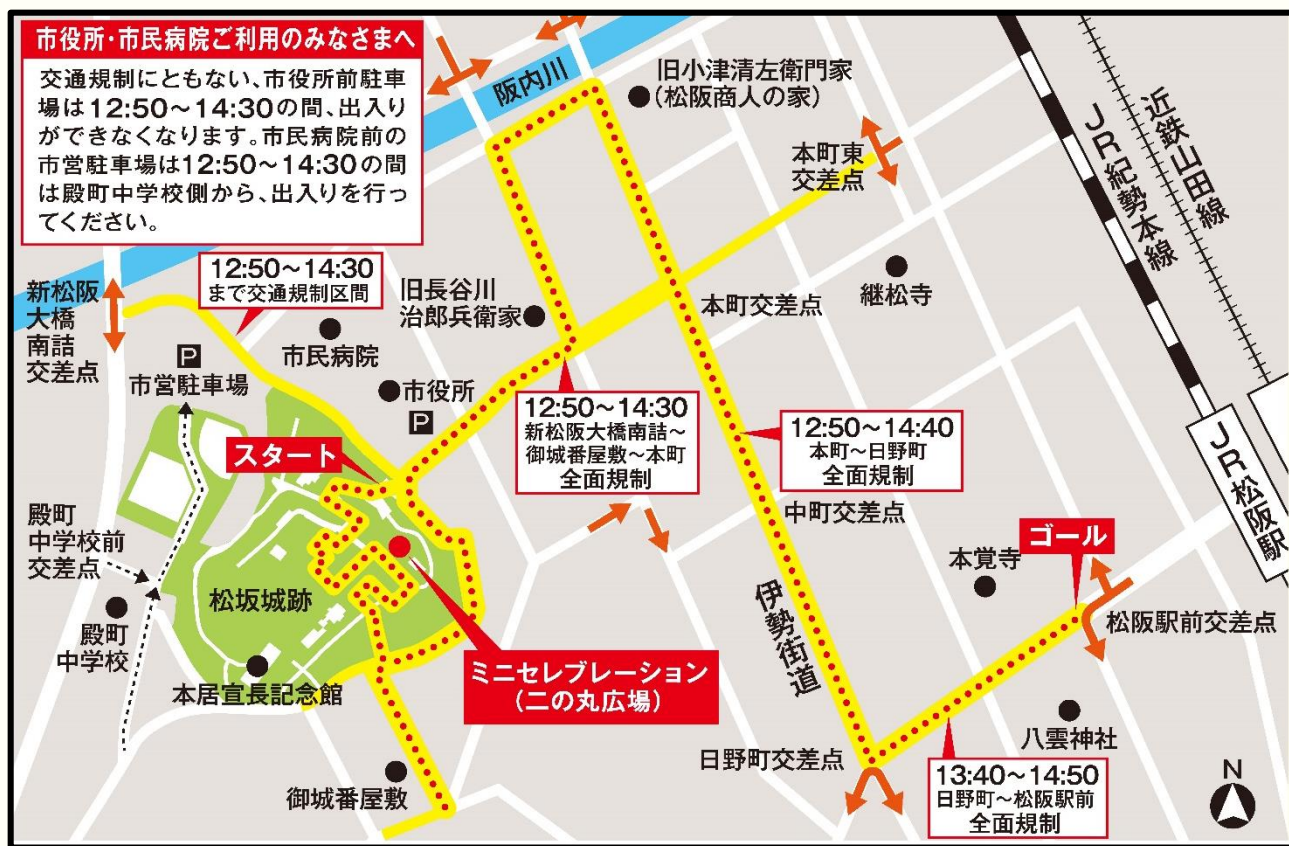 市役所・市民病院ご利用のみなさまへ
交通規制にともない、市役所前駐車
場は12:50〜14:30の間、出入り
ができなくなります。市民病院前の
市営駐車場は12:50〜14:30の間
は殿町中学校側から、出入りを行っ
てください。
阪内川
旧小津清左衛門家
(松阪商人の家)
本町東
交差点
JR紀勢本線
近鉄山田線
新松阪
大橋
南詰
交差点
12:50〜14:30
まで交通規制区間
旧長谷川
治郎兵衛家
本町交差点
継松寺
P
市営駐車場
市民病院
市役所
P
12:50〜14:30
新松阪大橋南詰〜
御城番屋敷〜本町
全面規制
12:50〜14:40
本町〜日野町
全面規制
JR松阪駅
スタート
中町交差点
殿町
中学校前
交差点
ゴール
本覚寺
松坂城跡
伊勢街道
松阪駅前交差点
殿町
中学校
本居宣長記念館
ミニセレブレーション
(二の丸広場)
八雲神社
日野町交差点
13:40〜14:50
日野町〜松阪駅前
全面規制
御城番屋敷
N